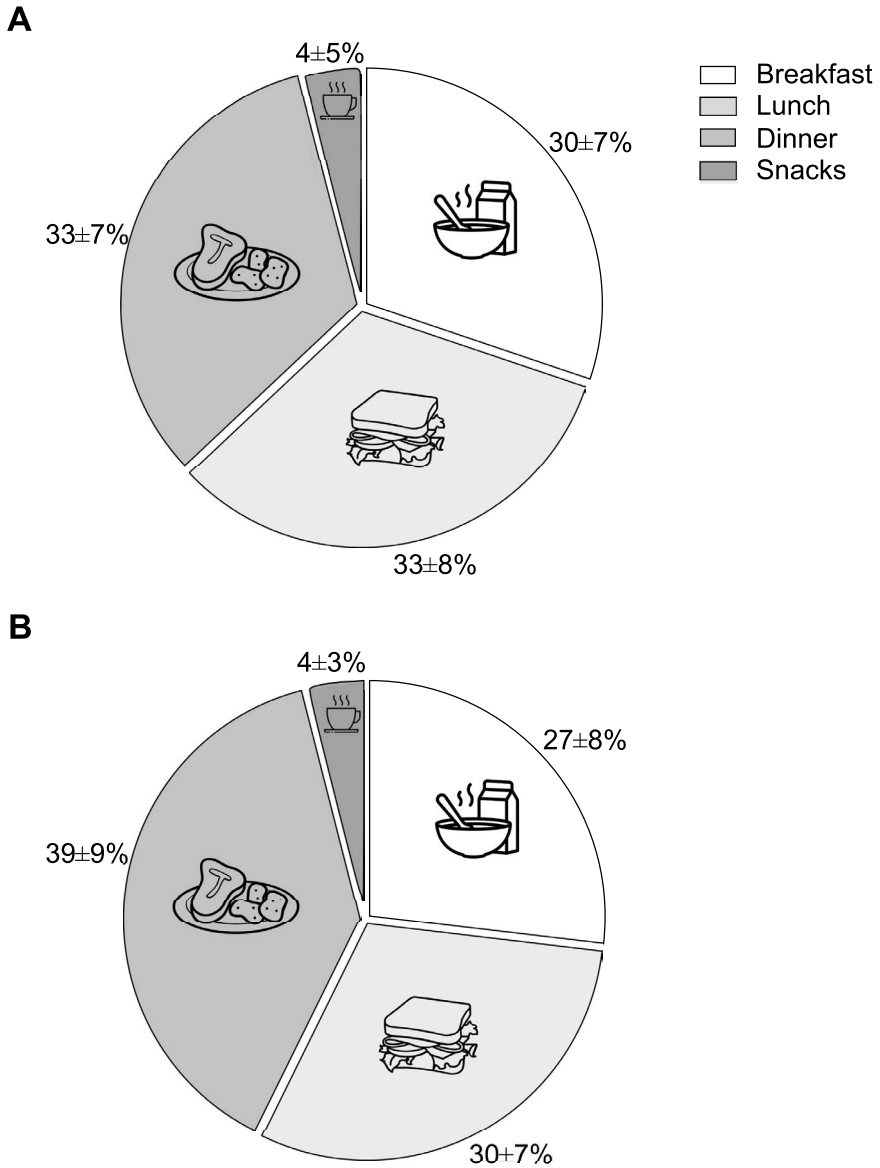 A
4±5%
Breakfast
Lunch
Dinner
Snacks
30±7%
33±7%
33±8%
B
4±3%
27±8%
39±9%
30±7%